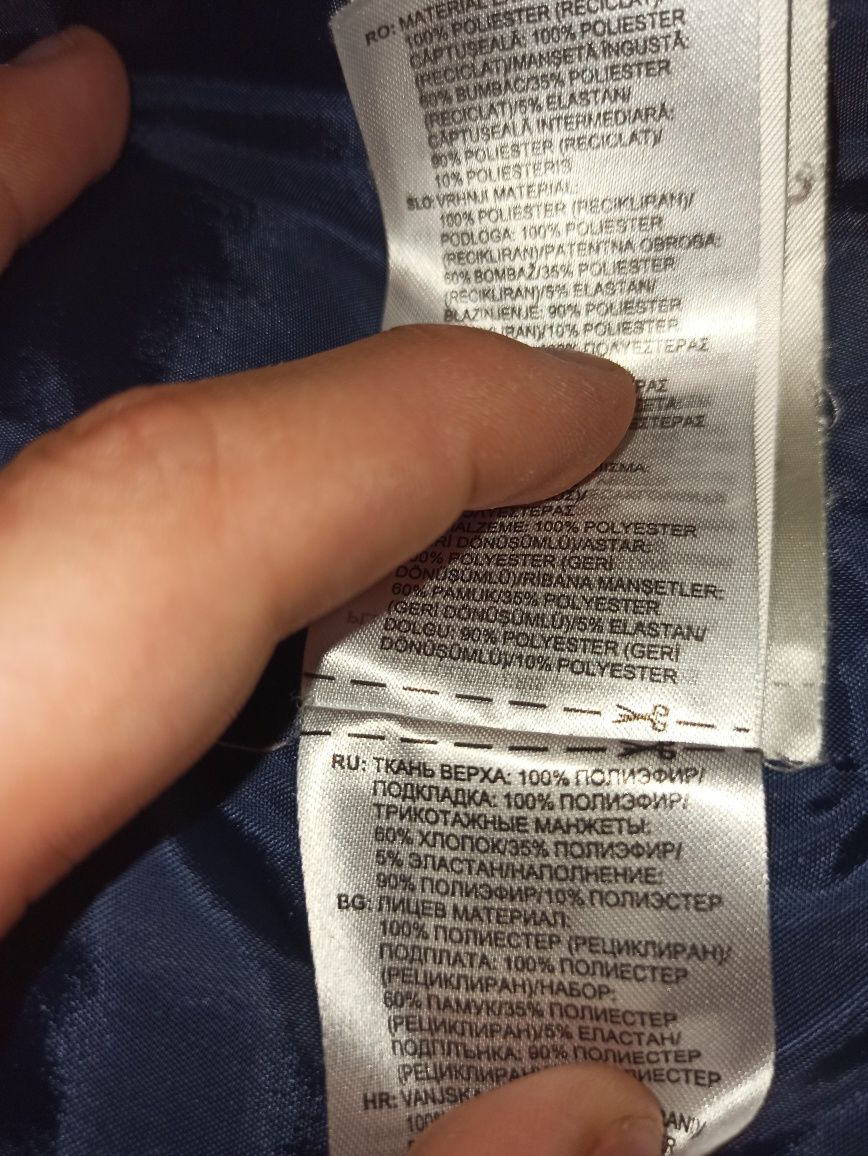 RO: MATERIAL
100% POLIESTER (RECICLAT)/
CĂPTUȘEALĂ: 100% POLIESTER
(RECICLAT)/MANȘETĂ ÎNGUSTĂ:
60% BUMBAC/35% POLIESTER
(RECICLAT)/5% ELASTAN/
CĂPTUȘEALĂ INTERMEDIARĂ:
90% POLIESTER (RECICLAT)/
10% POLIESTERIS
SLO: VRHNJI MATERIAL:
100% POLIESTER (RECIKLIRAN)/
PODLOGA: 100% POLIESTER
(RECIKLIRAN)/PATENTNA OBROBA:
60% BOMBAŽ/35% POLIESTER
(RECIKLIRAN)/5% ELASTAN/
BLAZINJENJE: 90% POLIESTER
10% POLIESTER
ΠΟΛΥΕΣΤΕΡΑΣ
MALZEME: 100% POLYESTER
(GERİ DÖNÜŞÜMLÜ)/ASTAR:
100% POLYESTER (GERİ
DÖNÜŞÜMLÜ)/RİBANA MANŞETLER:
60% PAMUK/35% POLYESTER
(GERİ DÖNÜŞÜMLÜ)/5% ELASTAN/
DOLGU: 90% POLYESTER (GERİ
DÖNÜŞÜMLÜ)/10% POLYESTER
RU: ТКАНЬ ВЕРХА: 100% ПОЛИЭФИР/
ПОДКЛАДКА: 100% ПОЛИЭФИР/
ТРИКОТАЖНЫЕ МАНЖЕТЫ:
60% ХЛОПОК/35% ПОЛИЭФИР/
5% ЭЛАСТАН/НАПОЛНЕНИЕ:
90% ПОЛИЭФИР/10% ПОЛИЭСТЕР
BG: ЛИЦЕВ МАТЕРИАЛ:
100% ПОЛИЕСТЕР (РЕЦИКЛИРАН)/
ПОДПЛАТА: 100% ПОЛИЕСТЕР
(РЕЦИКЛИРАН)/НАБОР:
60% ПАМУК/35% ПОЛИЕСТЕР
(РЕЦИКЛИРАН)/5% ЕЛАСТАН/
ПОДПЛЪНКА: 90% ПОЛИЕСТЕР
HR: